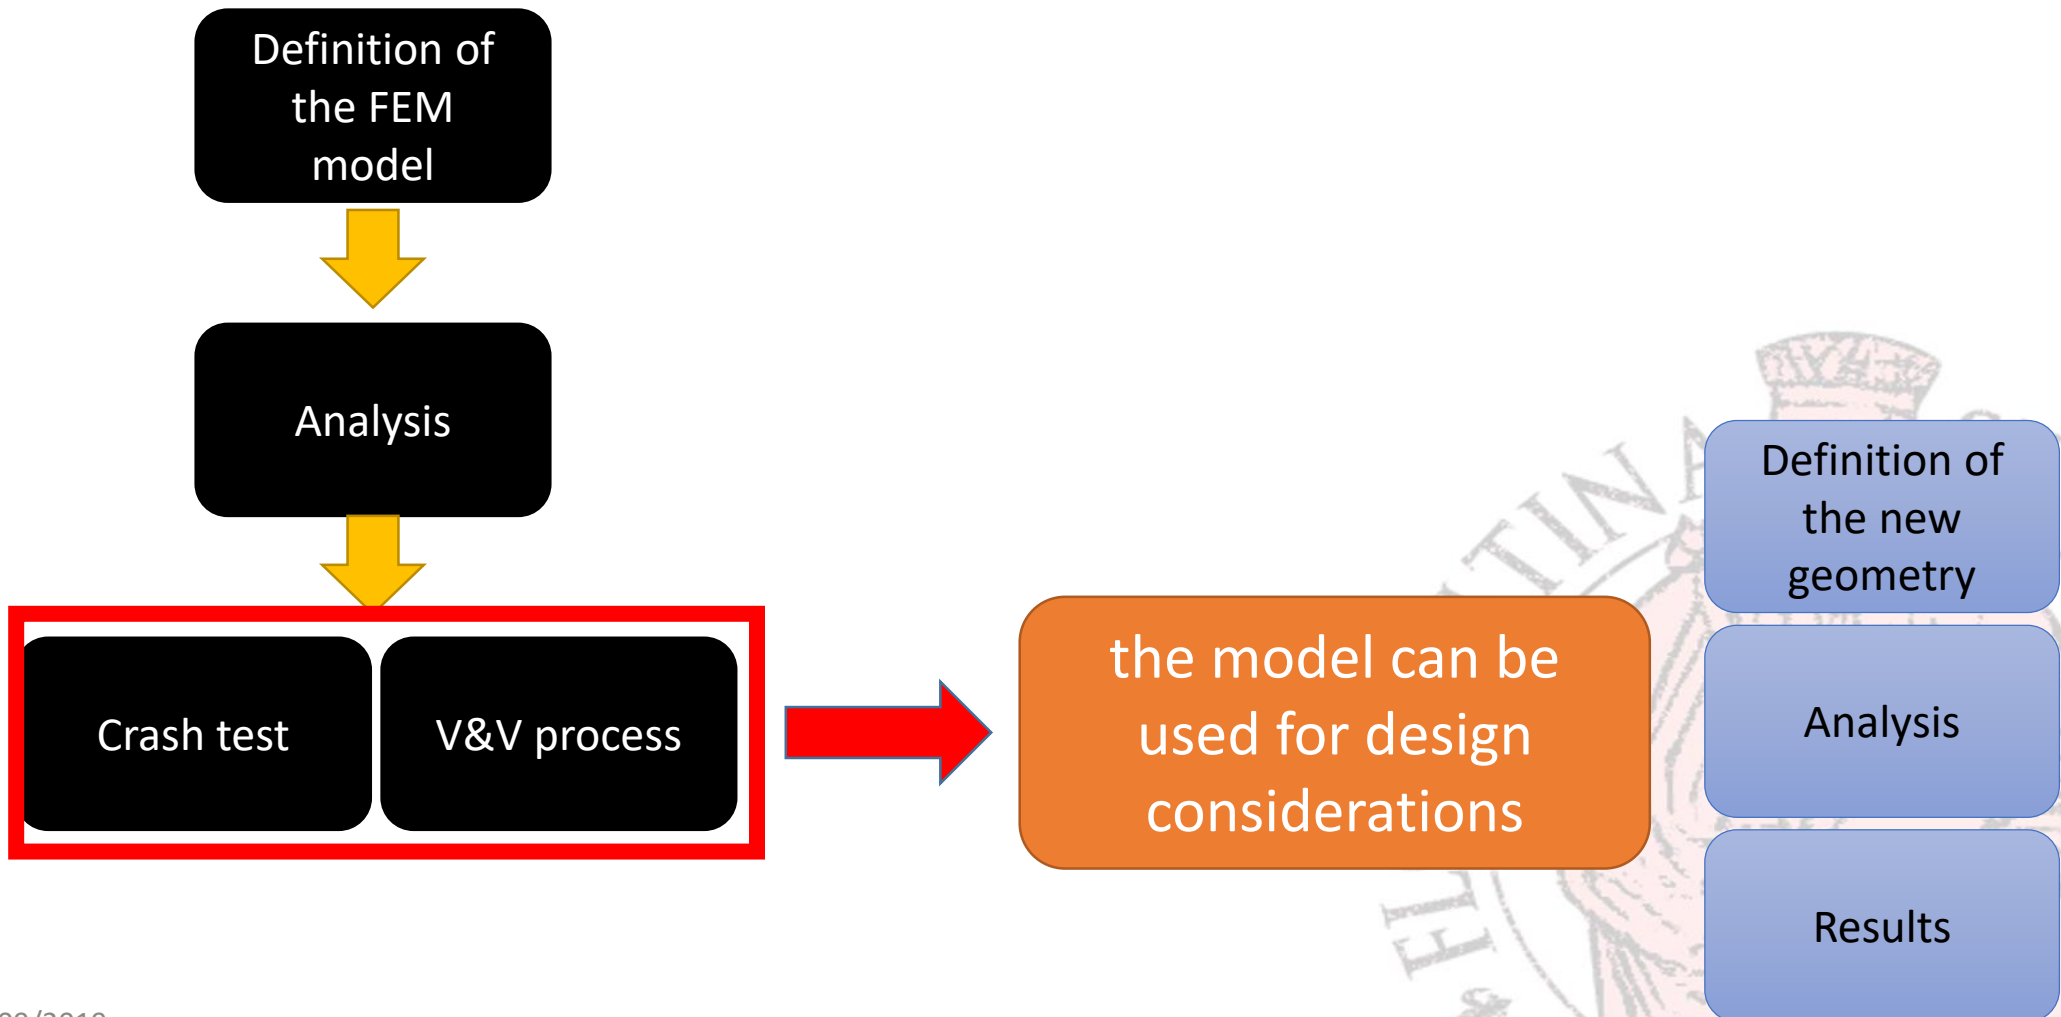 Definition of
the FEM
model
Analysis
Crash test
V&V process
the model can be
used for design
considerations
Definition of
the new
geometry
Analysis
Results